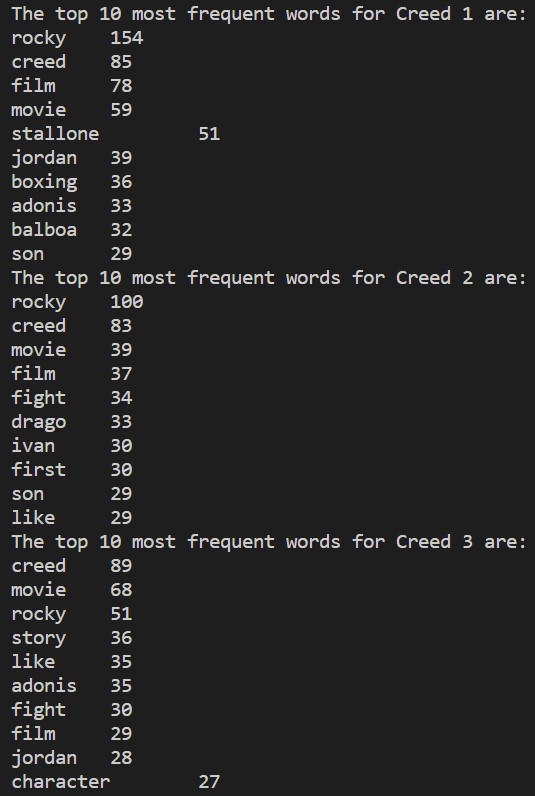 The top 10 most frequent words for Creed 1 are:
rocky 154
creed 85
film 78
movie 59
stallone 51
jordan 39
boxing 36
adonis 33
balboa 32
son 29
The top 10 most frequent words for Creed 2 are:
rocky 100
creed 83
movie 39
film 37
fight 34
drago 33
ivan 30
first 30
son 29
like 29
The top 10 most frequent words for Creed 3 are:
creed 89
movie 68
rocky 51
story 36
like 35
adonis 35
fight 30
film 29
jordan 28
character 27